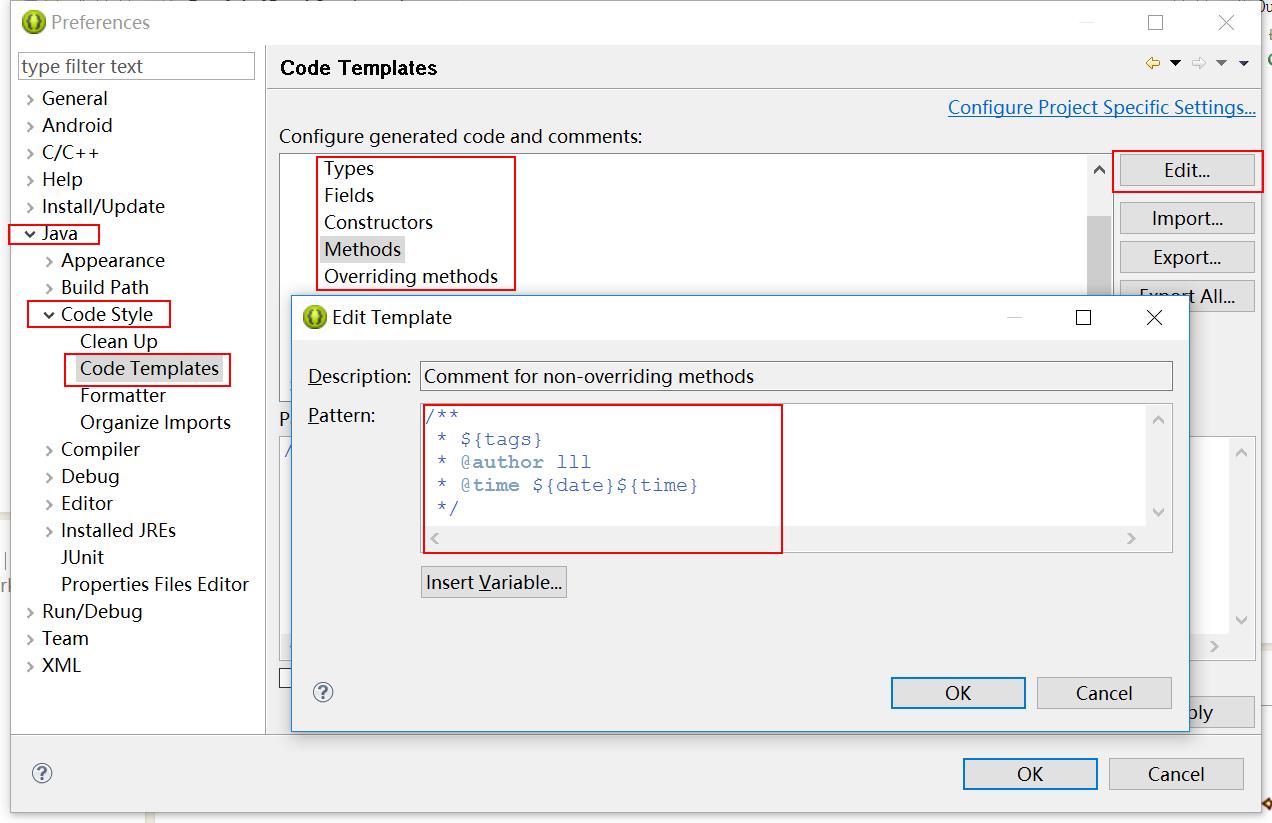 Preferences
type filter text
General
Android
C/C++
Help
Install/Update
Java
Appearance
Build Path
Code Style
Clean Up
Code Templates
Formatter
Organize Imports
Compiler
Debug
Editor
Installed JREs
JUnit
Properties Files Editor
Run/Debug
Team
XML
Code Templates
Configure Project Specific Settings...
Configure generated code and comments:
Types
Fields
Constructors
Methods
Overriding methods
Edit...
Import...
Export...
Edit Template
Description: Comment for non-overriding methods
Pattern:
/**
* ${tags}
* @author lll
* @time ${date}${time}
*/
Insert Variable...
OK Cancel
OK Cancel